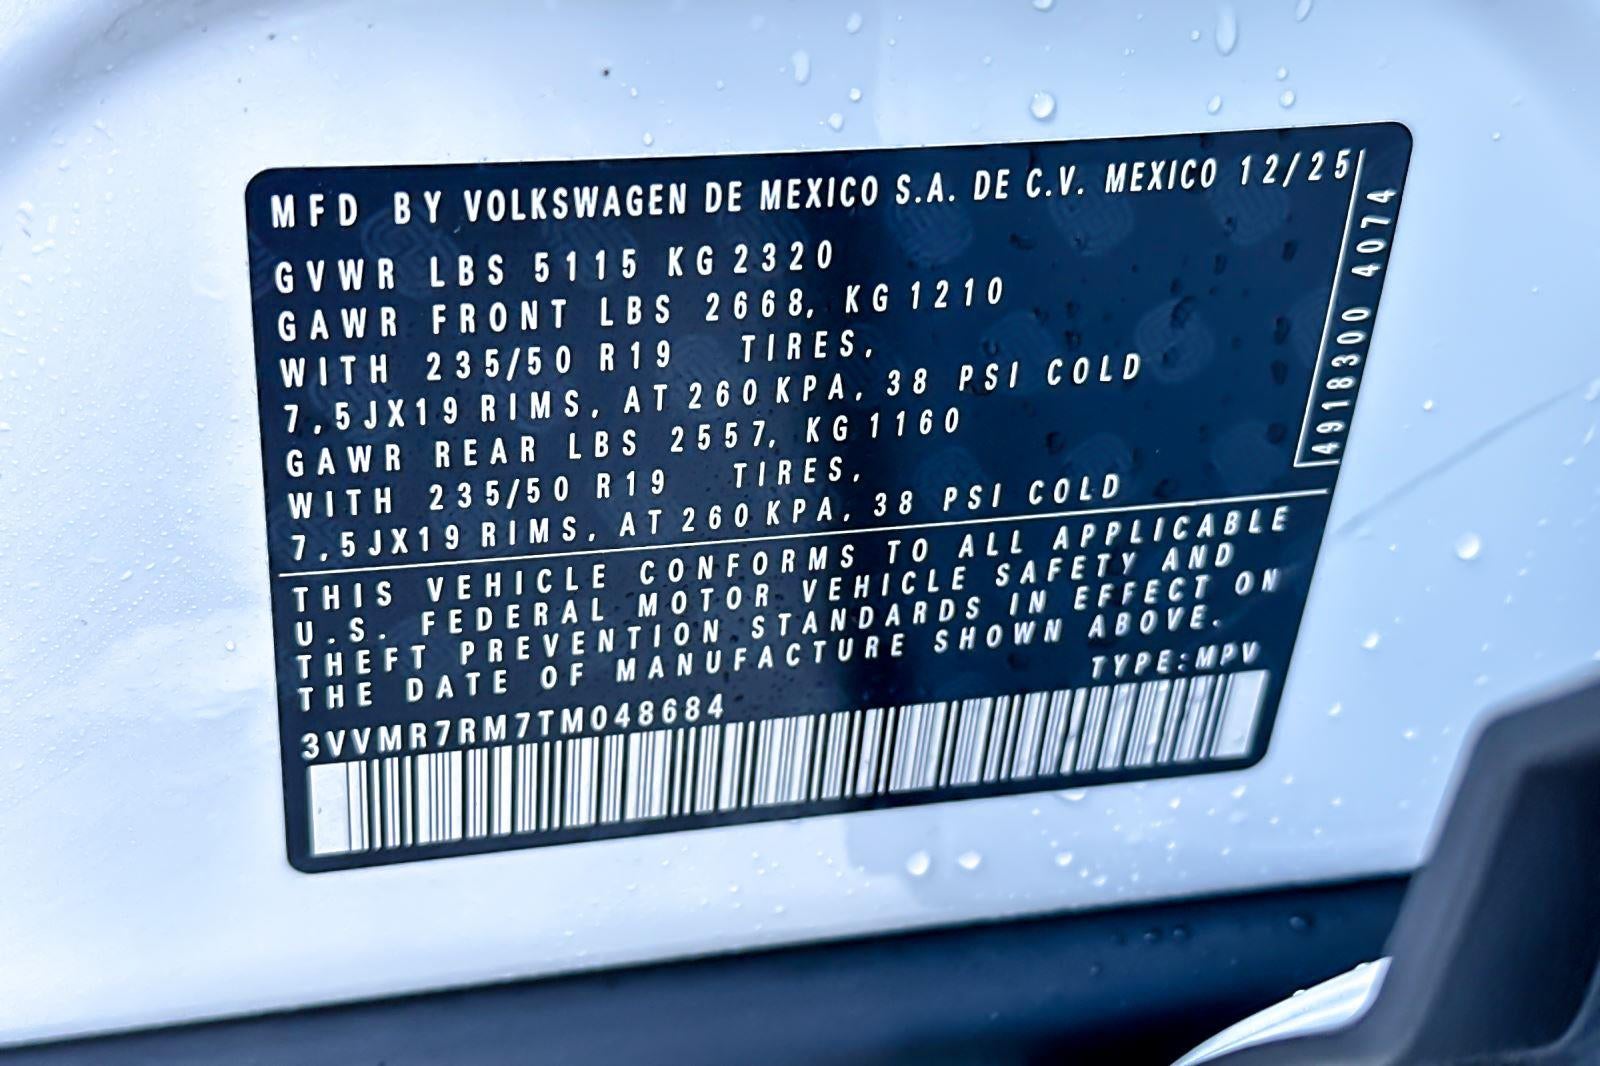 MFD BY VOLKSWAGEN DE MEXICO S.A. DE C.V. MEXICO 12/25
GVWR LBS 5115 KG 2320
GAWR FRONT LBS 2668, KG 1210
WITH 235/50 R19 TIRES,
7,5JX19 RIMS, AT 260 KPA, 38 PSI COLD
GAWR REAR LBS 2557, KG 1160
WITH 235/50 R19 TIRES,
7,5JX19 RIMS, AT 260 KPA, 38 PSI COLD
4918300 4074
THIS VEHICLE CONFORMS TO ALL APPLICABLE
U.S. FEDERAL MOTOR VEHICLE SAFETY AND
THEFT PREVENTION STANDARDS IN EFFECT ON
THE DATE OF MANUFACTURE SHOWN ABOVE.
TYPE:MPV
3VVMR7RM7TM048684